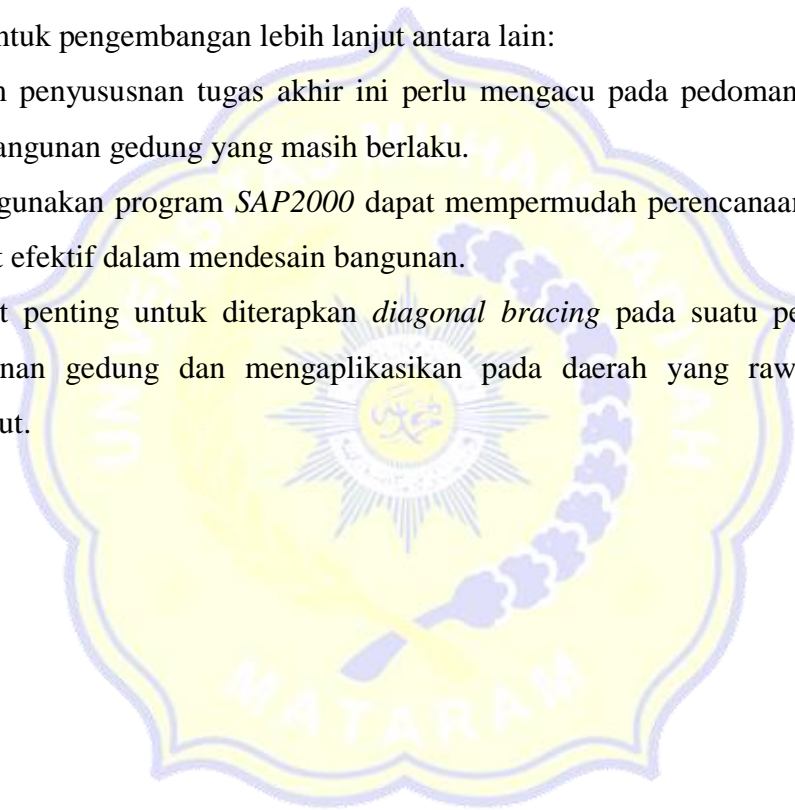 ntuk pengembangan lebih lanjut antara lain:
n penyususnan tugas akhir ini perlu mengacu pada pedoman
angunan gedung yang masih berlaku.
gunakan program SAP2000 dapat mempermudah perencanaan
t efektif dalam mendesain bangunan.
t penting untuk diterapkan diagonal bracing pada suatu pe
nan gedung dan mengaplikasikan pada daerah yang raw
ut.
UNIVERSITAS MUHAMMADIYAH
MATARAM